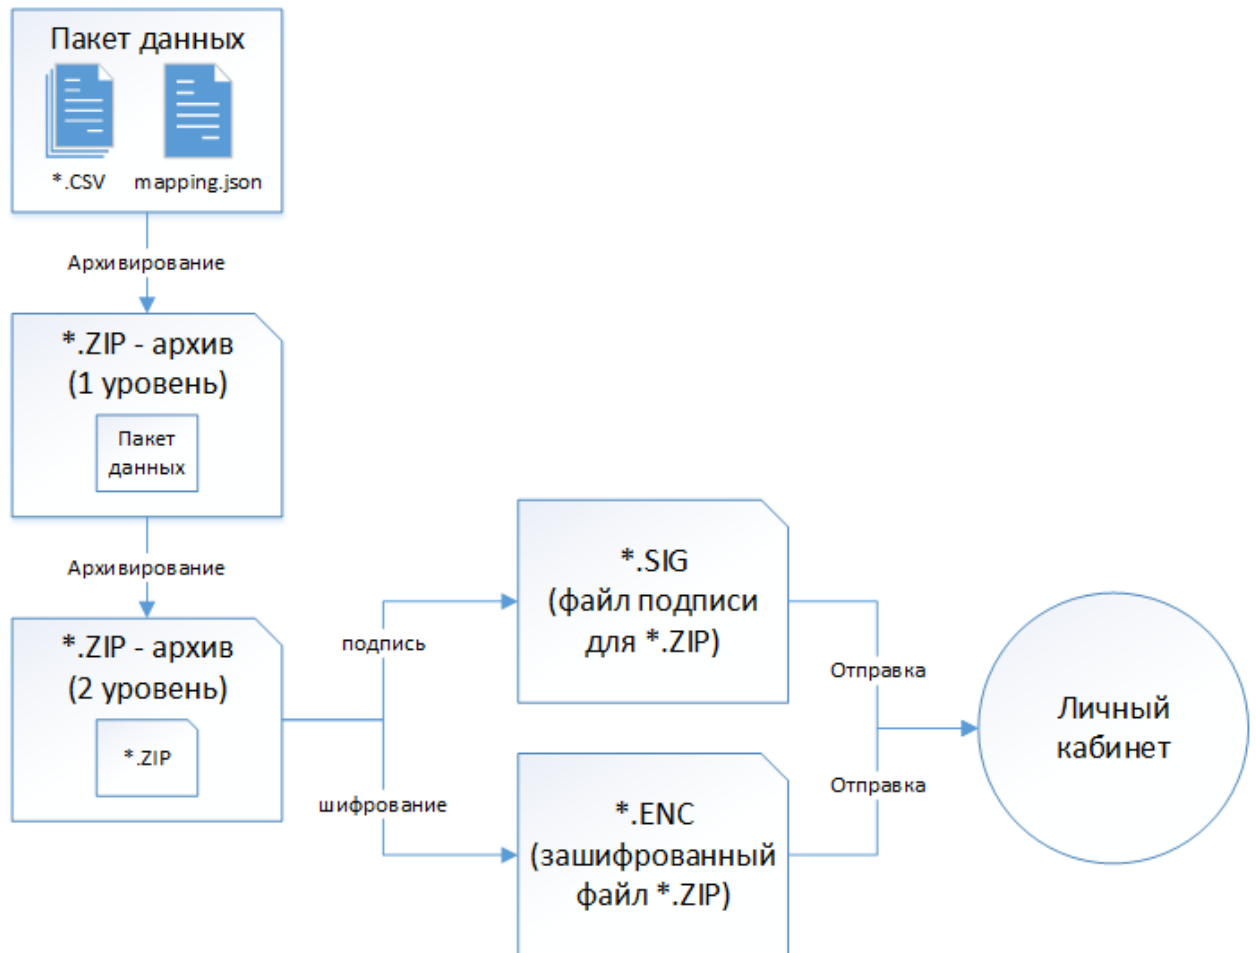 Пакет данных
*.CSV
mapping.json
Архивирование
*.ZIP - архив
(1 уровень)
Пакет
данных
Архивирование
*.ZIP - архив
(2 уровень)
*.ZIP
подпись
шифрование
*.SIG
(файл подписи
для *.ZIP)
*.ENC
(зашифрованный
файл *.ZIP)
Отправка
Отправка
Личный
кабинет